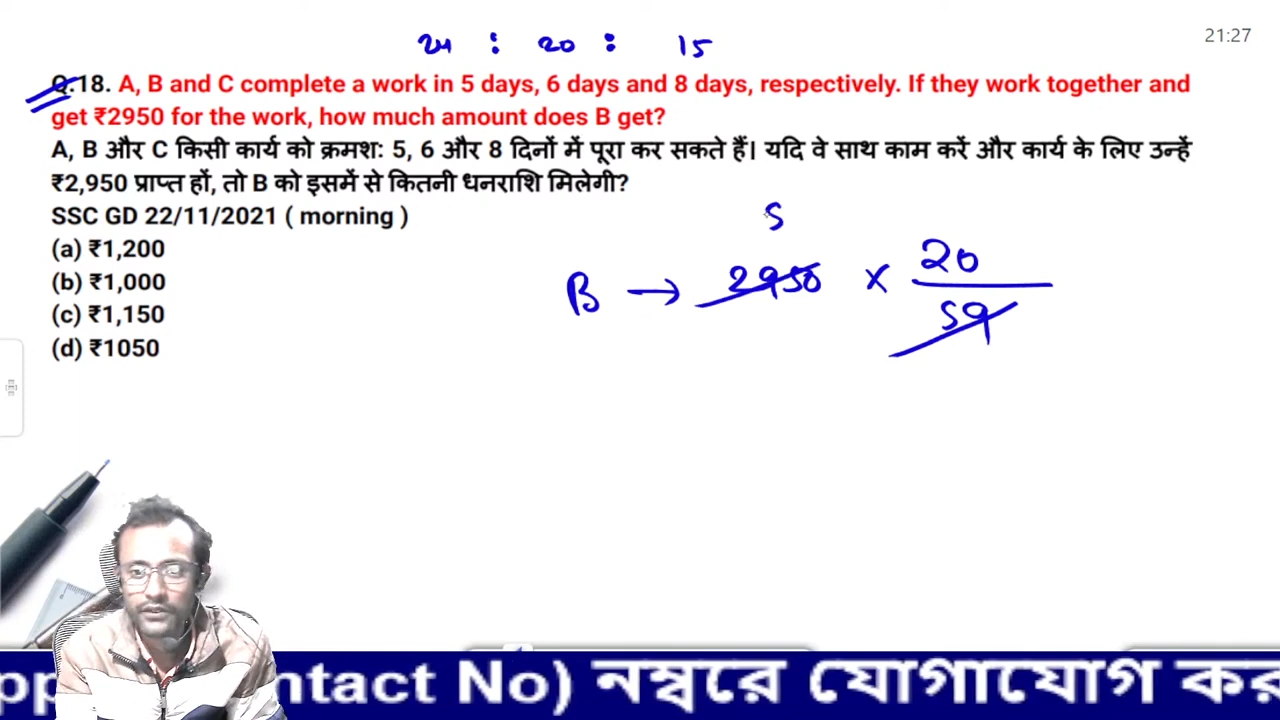 24 : 20 : 15
21:27
Q.18. A, B and C complete a work in 5 days, 6 days and 8 days, respectively. If they work together and
get ₹2950 for the work, how much amount does B get?
A, B और C किसी कार्य को क्रमश: 5, 6 और 8 दिनों में पूरा कर सकते हैं। यदि वे साथ काम करें और कार्य के लिए उन्हें
₹2,950 प्राप्त हों, तो B को इसमें से कितनी धनराशि मिलेगी?
SSC GD 22/11/2021 ( morning )
(a) ₹1,200
(b) ₹1,000
(c) ₹1,150
(d) ₹1050
5
B → 2950 × 20
59
ntact No) নম্বরে যোগাযোগ কর